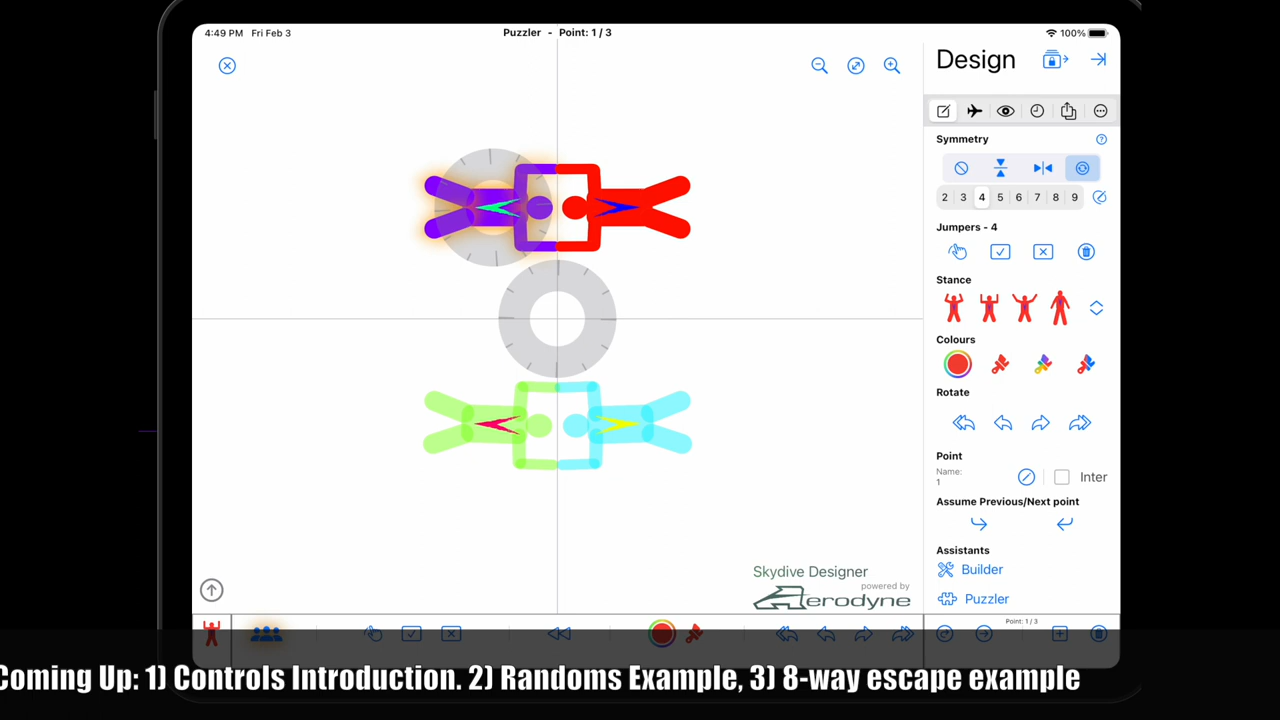 4:49 PM Fri Feb 3
Puzzler - Point: 1 / 3
100%
Design
Symmetry
2 3 4 5 6 7 8 9
Jumpers - 4
Stance
Colours
Rotate
Point
Name:
1
Inter
Assume Previous/Next point
Assistants
Builder
Puzzler
Skydive Designer
powered by
Aerodyne
Point: 1 / 3
Coming Up: 1) Controls Introduction. 2) Randoms Example, 3) 8-way escape example